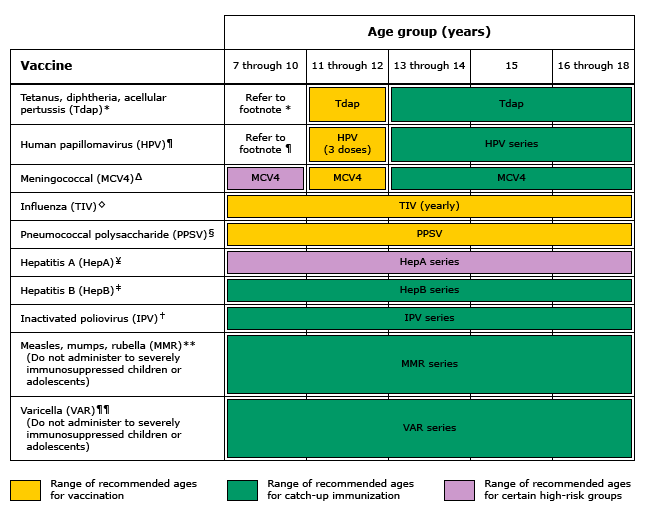 Age group (years)
Vaccine
7 through 10
11 through 12
13 through 14
15
16 through 18
Tetanus, diphtheria, acellular
pertussis (Tdap)*
Refer to
footnote *
Tdap
Tdap
Human papillomavirus (HPV)¶
Refer to
footnote ¶
HPV
(3 doses)
HPV series
Meningococcal (MCV4)Δ
MCV4
MCV4
MCV4
Influenza (TIV)◇
TIV (yearly)
Pneumococcal polysaccharide (PPSV)§
PPSV
Hepatitis A (HepA)¥
HepA series
Hepatitis B (HepB)‡
HepB series
Inactivated poliovirus (IPV)†
IPV series
Measles, mumps, rubella (MMR)**
(Do not administer to severely
immunosuppressed children or
adolescents)
MMR series
Varicella (VAR)¶¶
(Do not administer to severely
immunosuppressed children or
adolescents)
VAR series
Range of recommended ages
for vaccination
Range of recommended ages
for catch-up immunization
Range of recommended ages
for certain high-risk groups